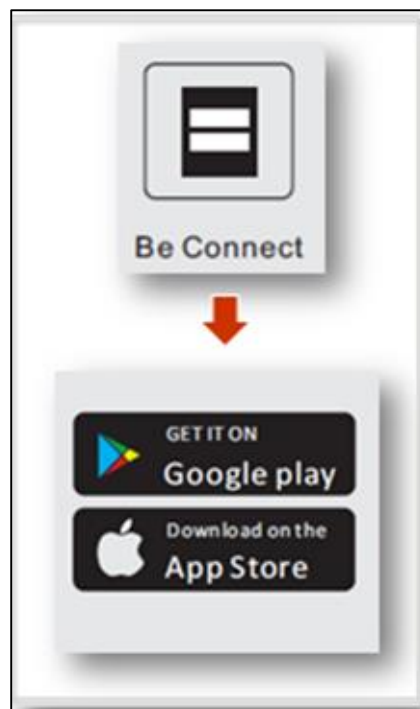 Be Connect
GET IT ON
Google play
Download on the
App Store